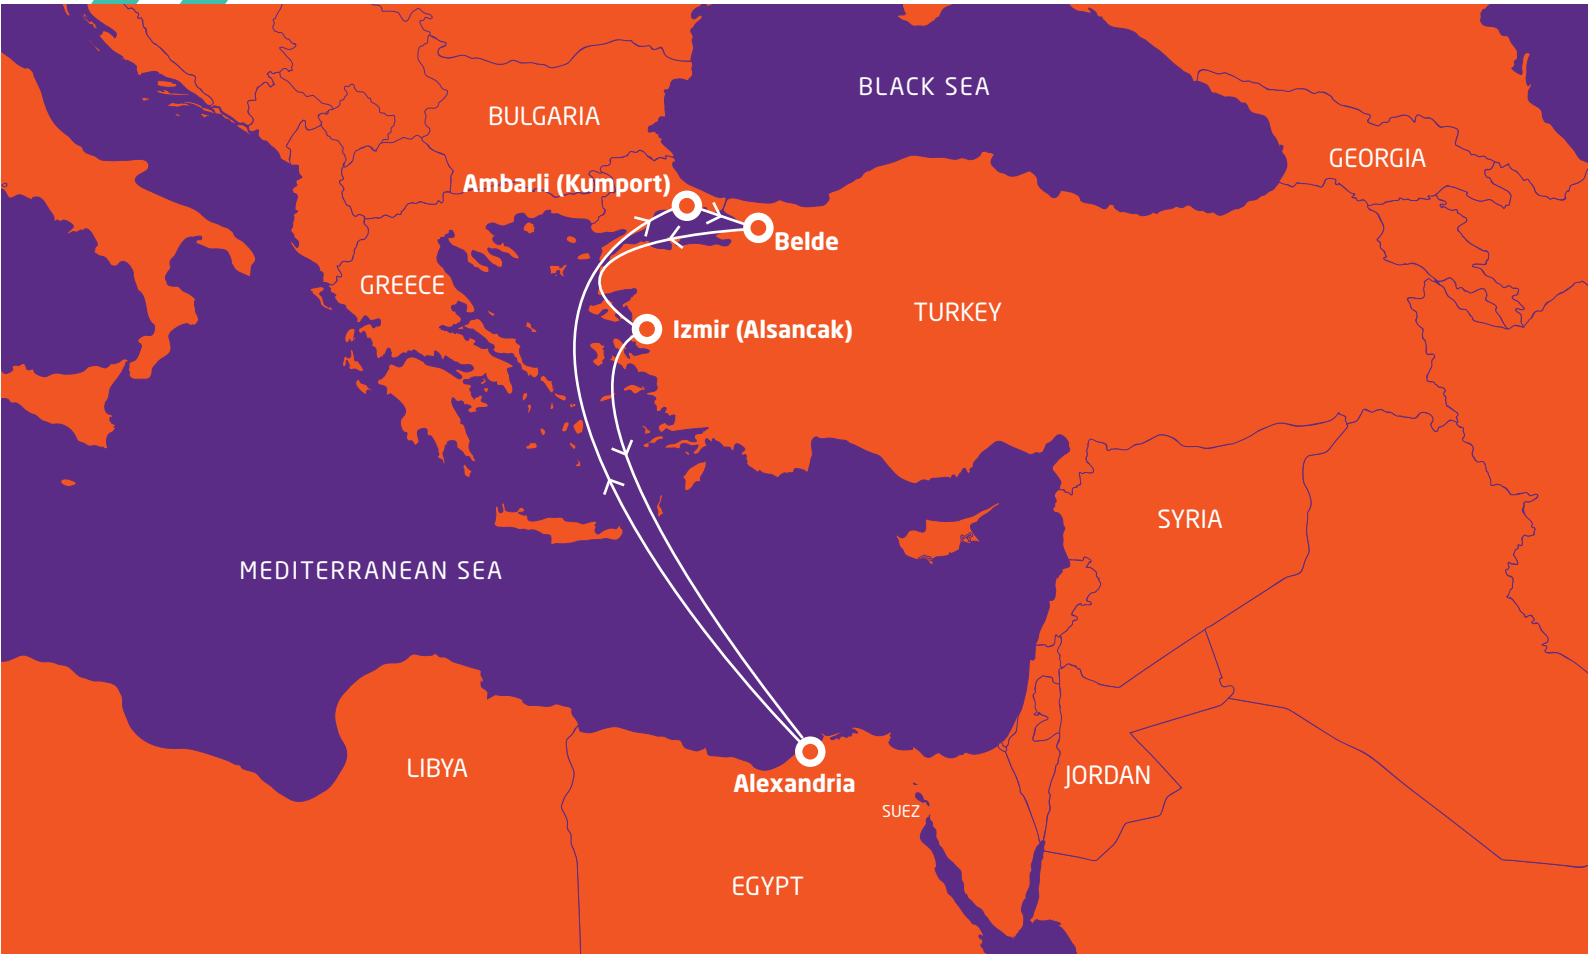 BLACK SEA
BULGARIA
GEORGIA
Ambarli (Kumport)
Belde
GREECE
TURKEY
Izmir (Alsancak)
SYRIA
MEDITERRANEAN SEA
LIBYA
JORDAN
Alexandria
SUEZ
EGYPT